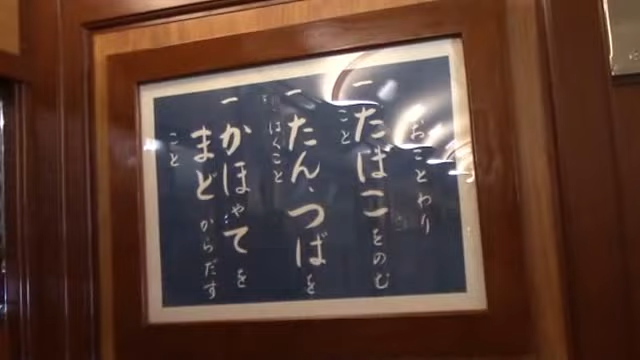 おことわり
一たばこをのむ
こと
一たん、つばを
はくこと
一かほやてを
まどからだす
こと